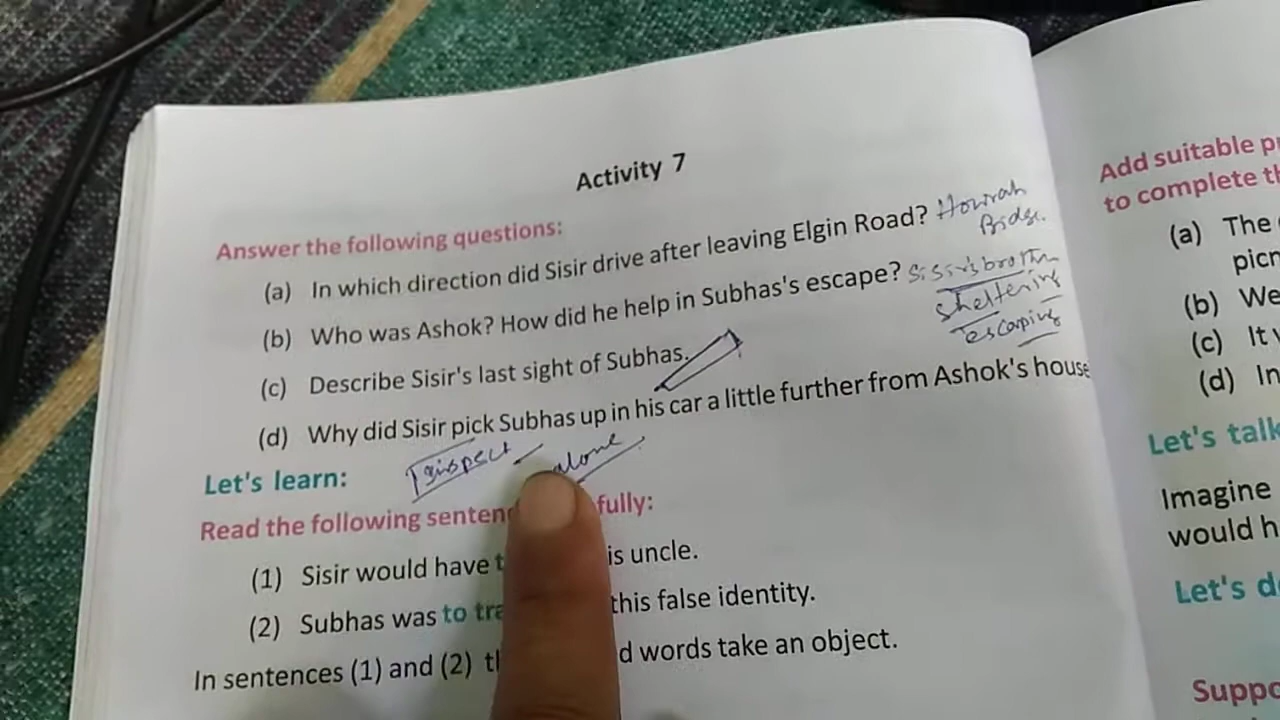 Activity 7
Answer the following questions:
(a) In which direction did Sisir drive after leaving Elgin Road? Howrah
Bridge.
(b) Who was Ashok? How did he help in Subhas's escape? Sisir's brother
sheltering
escaping
(c) Describe Sisir's last sight of Subhas.
(d) Why did Sisir pick Subhas up in his car a little further from Ashok's house
alone
Let's learn:
Read the following senten fully:
(1) Sisir would have t is uncle.
(2) Subhas was to tra this false identity.
In sentences (1) and (2) th d words take an object.
Add suitable p
to complete th
(a) The
picn
(b) We
(c) It
(d) In
Let's talk
Imagine
would h
Let's d
Suppo